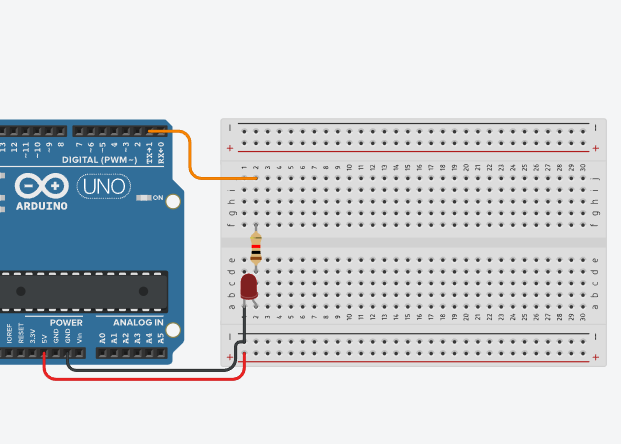 13 12 ~11 ~10 ~9 8 7 ~6 ~5 4 ~3 2 TX→1 RX←0
DIGITAL (PWM~)
UNO
ON
ARDUINO
IOREF RESET 3.3V 5V GND GND Vin A0 A1 A2 A3 A4 A5
POWER ANALOG IN
− −
+ +
1 2 3 4 5 6 7 8 9 10 11 12 13 14 15 16 17 18 19 20 21 22 23 24 25 26 27 28 29 30
j j
i i
h h
g g
f f
e e
d d
c c
b b
a a
1 2 3 4 5 6 7 8 9 10 11 12 13 14 15 16 17 18 19 20 21 22 23 24 25 26 27 28 29 30
− −
+ +